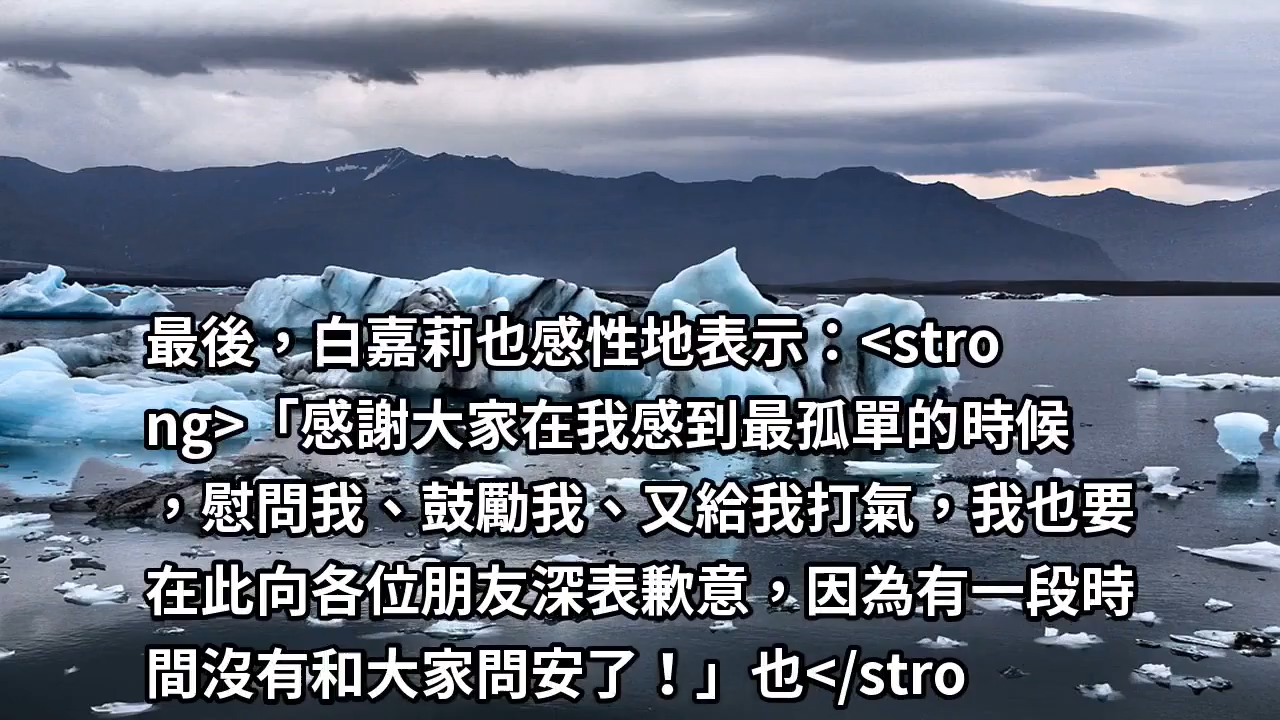 最後，白嘉莉也感性地表示：<stro
ng>「感謝大家在我感到最孤單的時候
，慰問我、鼓勵我、又給我打氣，我也要
在此向各位朋友深表歉意，因為有一段時
間沒有和大家問安了！」也</stro